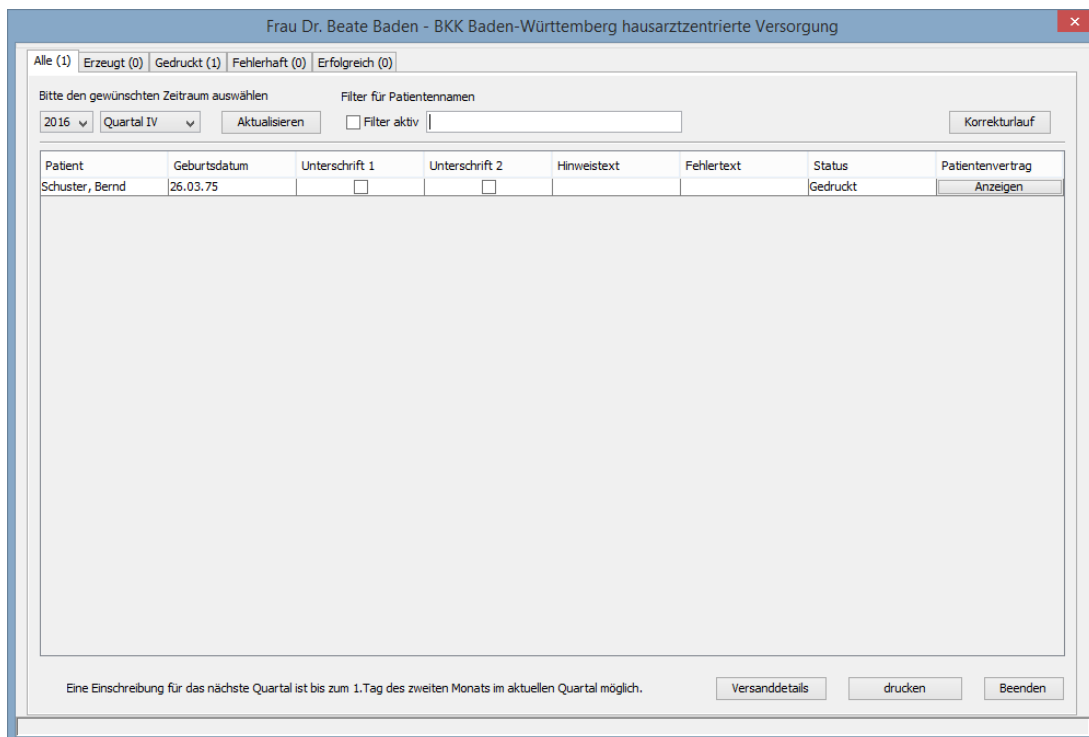 Frau Dr. Beate Baden - BKK Baden-Württemberg hausarztzentrierte Versorgung
Alle (1) Erzeugt (0) Gedruckt (1) Fehlerhaft (0) Erfolgreich (0)
Bitte den gewünschten Zeitraum auswählen Filter für Patientennamen
2016 Quartal IV Aktualisieren Filter aktiv Korrekturlauf
Patient Geburtsdatum Unterschrift 1 Unterschrift 2 Hinweistext Fehlertext Status Patientenvertrag
Schuster, Bernd 26.03.75 Gedruckt Anzeigen
Eine Einschreibung für das nächste Quartal ist bis zum 1.Tag des zweiten Monats im aktuellen Quartal möglich. Versanddetails drucken Beenden